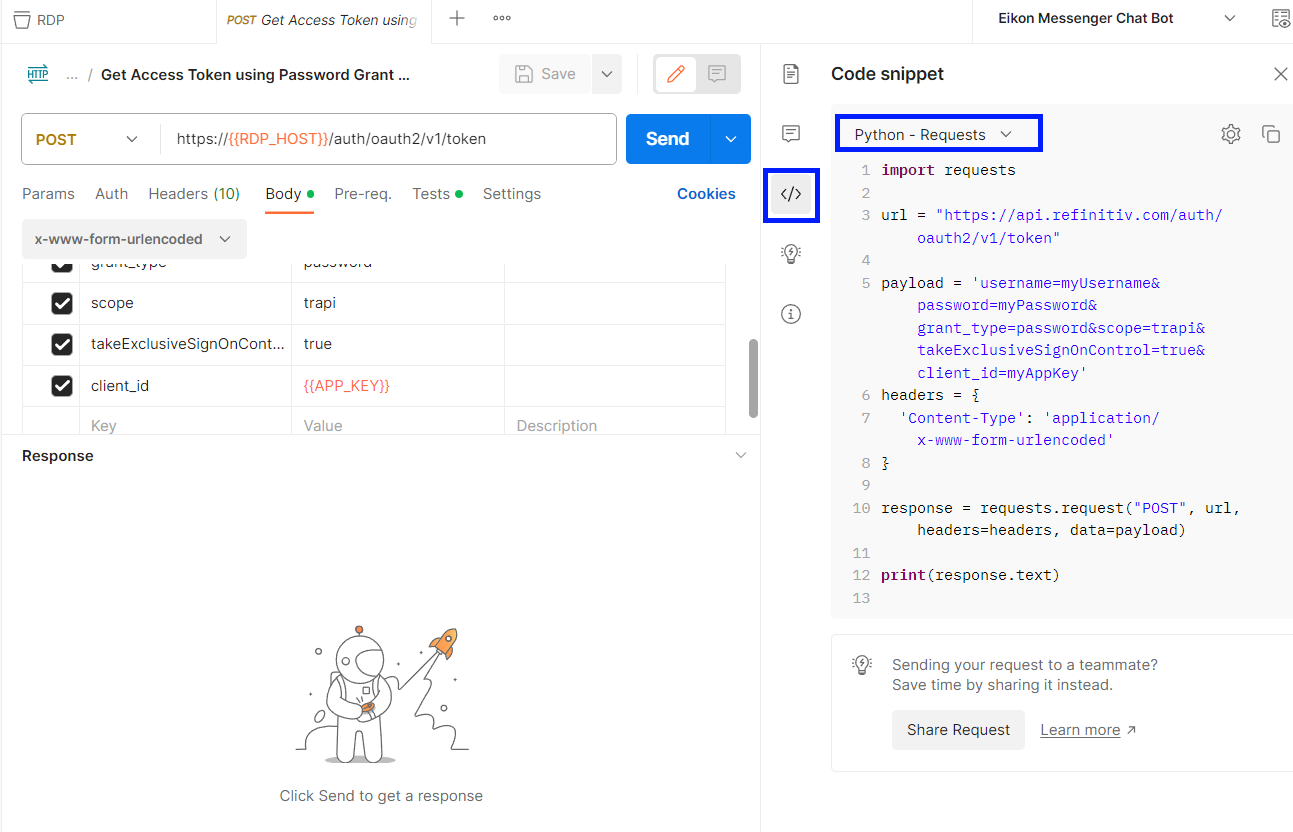 RDP
POST Get Access Token using
Eikon Messenger Chat Bot
HTTP
... / Get Access Token using Password Grant ...
Save
POST
https://{{RDP_HOST}}/auth/oauth2/v1/token
Send
Params Auth Headers (10) Body Pre-req. Tests Settings Cookies
x-www-form-urlencoded
grant_type password
scope trapi
takeExclusiveSignOnCont... true
client_id {{APP_KEY}}
Key Value Description
Response
Click Send to get a response
Code snippet
Python - Requests
</>
1 import requests
2
3 url = "https://api.refinitiv.com/auth/
oauth2/v1/token"
4
5 payload = 'username=myUsername&
password=myPassword&
grant_type=password&scope=trapi&
takeExclusiveSignOnControl=true&
client_id=myAppKey'
6 headers = {
7 'Content-Type': 'application/
x-www-form-urlencoded'
8 }
9
10 response = requests.request("POST", url,
headers=headers, data=payload)
11
12 print(response.text)
13
Sending your request to a teammate?
Save time by sharing it instead.
Share Request Learn more ↗